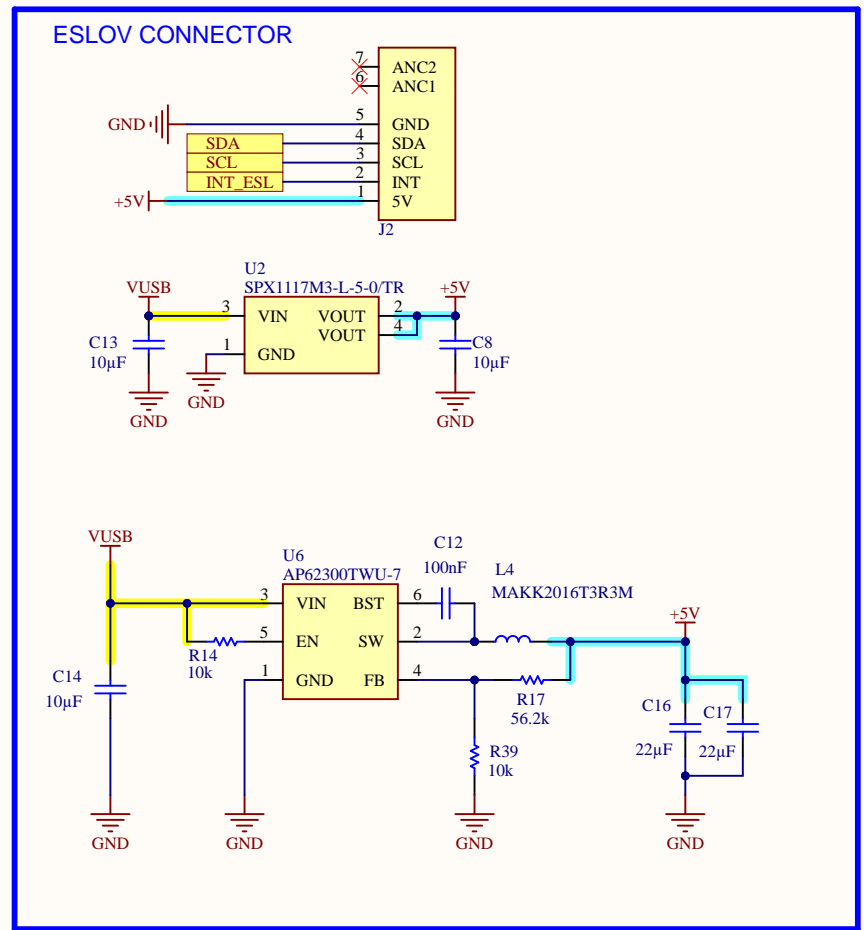 ESLOV CONNECTOR
7
ANC2
6
ANC1
GND
5
GND
SDA
4
SDA
SCL
3
SCL
INT_ESL
2
INT
+5V
1
5V
J2
U2
SPX1117M3-L-5-0/TR
VUSB
+5V
3
VIN
VOUT
2
VOUT
4
C13
10µF
1
GND
C8
10µF
GND
GND
GND
VUSB
C12
100nF
U6
AP62300TWU-7
L4
MAKK2016T3R3M
3
VIN
BST
6
+5V
5
EN
SW
2
R14
10k
1
GND
FB
4
C14
10µF
R17
56.2k
C16
22µF
C17
22µF
R39
10k
GND
GND
GND
GND